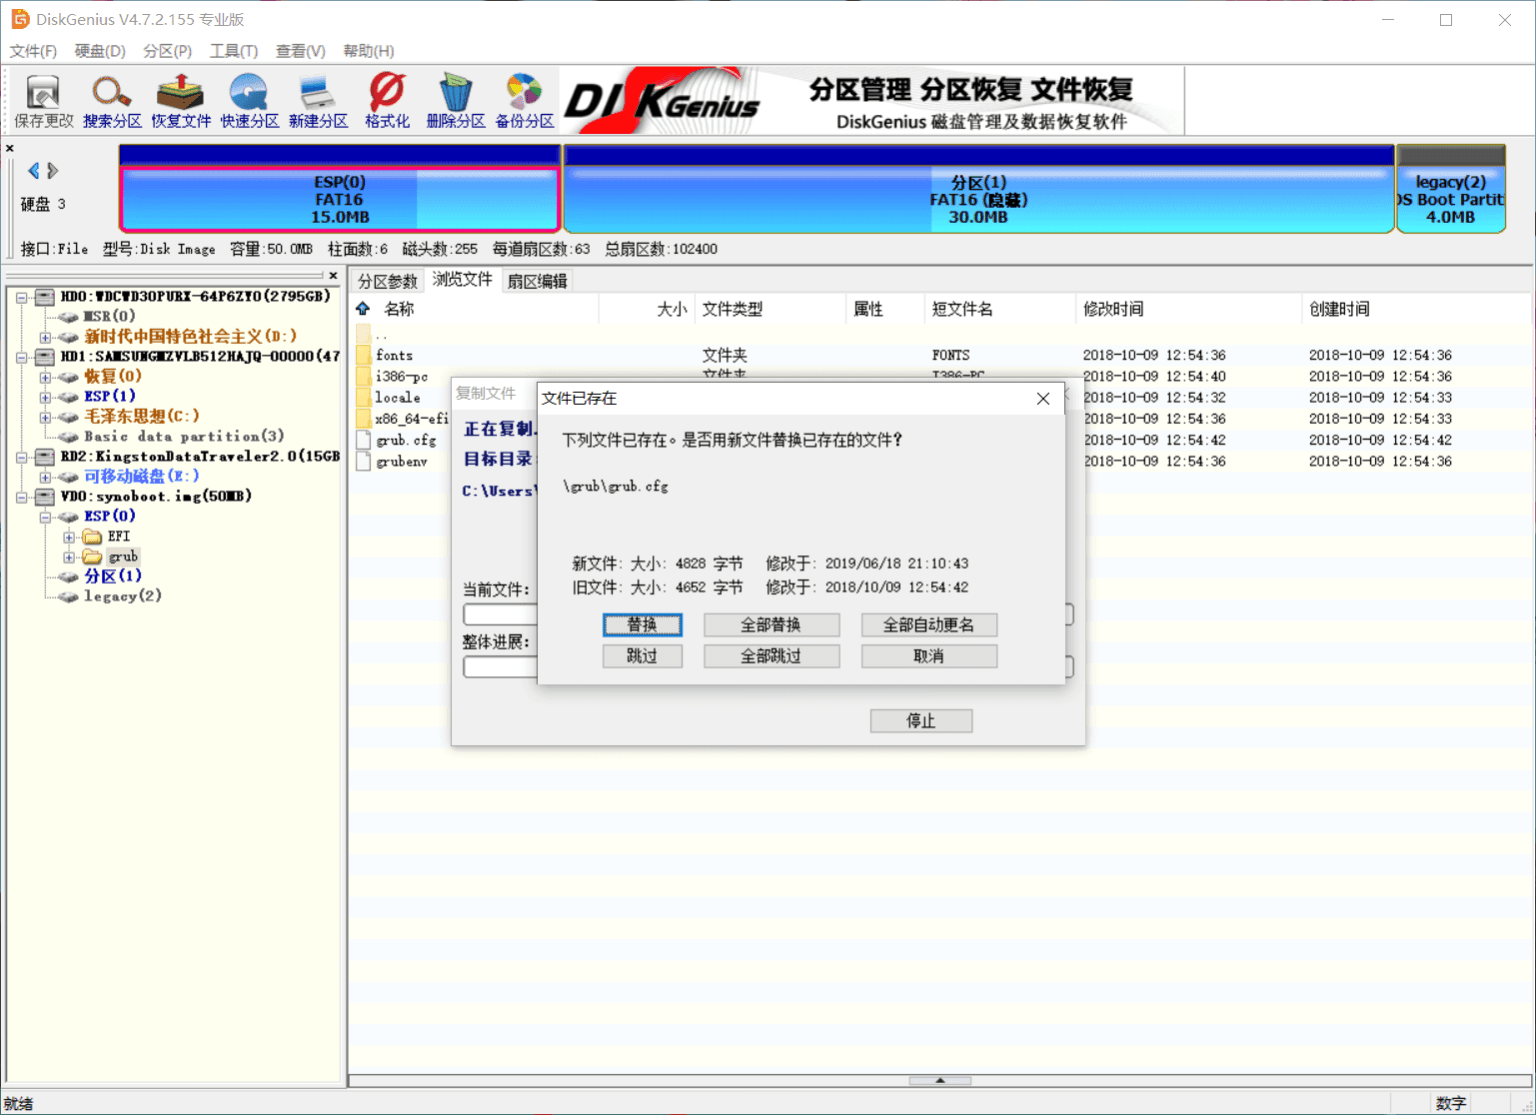 DiskGenius V4.7.2.155 专业版
文件(F) 硬盘(D) 分区(P) 工具(T) 查看(V) 帮助(H)
保存更改 搜索分区 恢复文件 快速分区 新建分区 格式化 删除分区 备份分区
DISKGenius
分区管理 分区恢复 文件恢复
DiskGenius 磁盘管理及数据恢复软件
硬盘 3
ESP(0)
FAT16
15.0MB
分区(1)
FAT16 (隐藏)
30.0MB
legacy(2)
OS Boot Partit
4.0MB
接口:File 型号:Disk Image 容量:50.0MB 柱面数:6 磁头数:255 每道扇区数:63 总扇区数:102400
HD0:WDCWD30PURX-64P6ZY0(2795GB)
MSR(0)
新时代中国特色社会主义(D:)
HD1:SAMSUNGMZVLB512HAJQ-00000(47
恢复(0)
ESP(1)
毛泽东思想(C:)
Basic data partition(3)
RD2:KingstonDataTraveler2.0(15GB
可移动磁盘(E:)
VD0:synoboot.img(50MB)
ESP(0)
EFI
grub
分区(1)
legacy(2)
分区参数 浏览文件 扇区编辑
名称 大小 文件类型 属性 短文件名 修改时间 创建时间
..
fonts 文件夹 FONTS 2018-10-09 12:54:36 2018-10-09 12:54:36
i386-pc 文件夹 I386-PC 2018-10-09 12:54:40 2018-10-09 12:54:36
locale 2018-10-09 12:54:32 2018-10-09 12:54:33
x86_64-efi 2018-10-09 12:54:36 2018-10-09 12:54:33
grub.cfg 2018-10-09 12:54:42 2018-10-09 12:54:42
grubenv 2018-10-09 12:54:36 2018-10-09 12:54:36
复制文件
正在复制.
目标目录:
C:\Users\
当前文件:
整体进展:
停止
文件已存在
下列文件已存在。是否用新文件替换已存在的文件?
\grub\grub.cfg
新文件: 大小: 4828 字节 修改于: 2019/06/18 21:10:43
旧文件: 大小: 4652 字节 修改于: 2018/10/09 12:54:42
替换 全部替换 全部自动更名
跳过 全部跳过 取消
就绪 数字